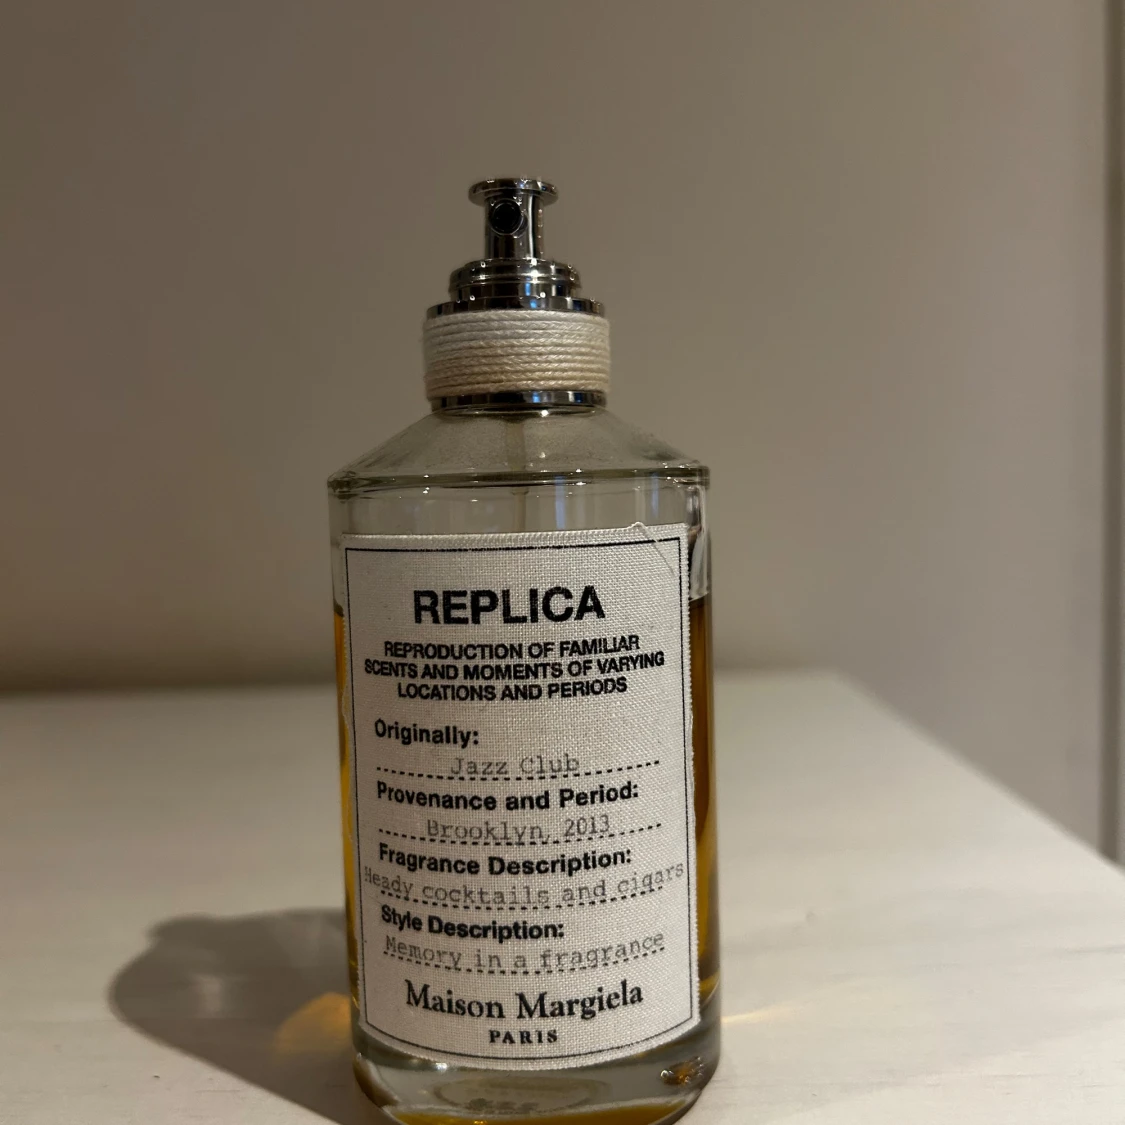 REPLICA
REPRODUCTION OF FAMILIAR
SCENTS AND MOMENTS OF VARYING
LOCATIONS AND PERIODS
Originally:
Jazz Club
Provenance and Period:
Brooklyn, 2013
Fragrance Description:
Heady cocktails and cigars
Style Description:
Memory in a fragrance
Maison Margiela
PARIS